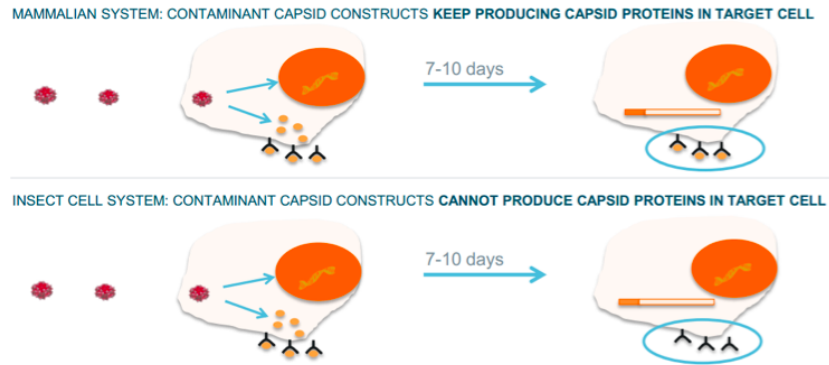 MAMMALIAN SYSTEM: CONTAMINANT CAPSID CONSTRUCTS KEEP PRODUCING CAPSID PROTEINS IN TARGET CELL
7-10 days
INSECT CELL SYSTEM: CONTAMINANT CAPSID CONSTRUCTS CANNOT PRODUCE CAPSID PROTEINS IN TARGET CELL
7-10 days